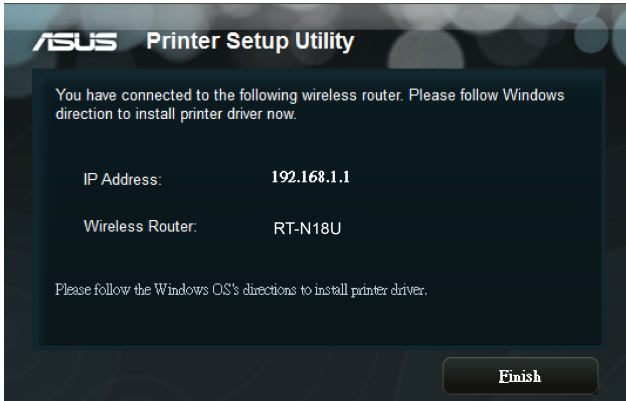 ASUS Printer Setup Utility
You have connected to the following wireless router. Please follow Windows
direction to install printer driver now.
IP Address: 192.168.1.1
Wireless Router: RT-N18U
Please follow the Windows OS's directions to install printer driver.
Finish